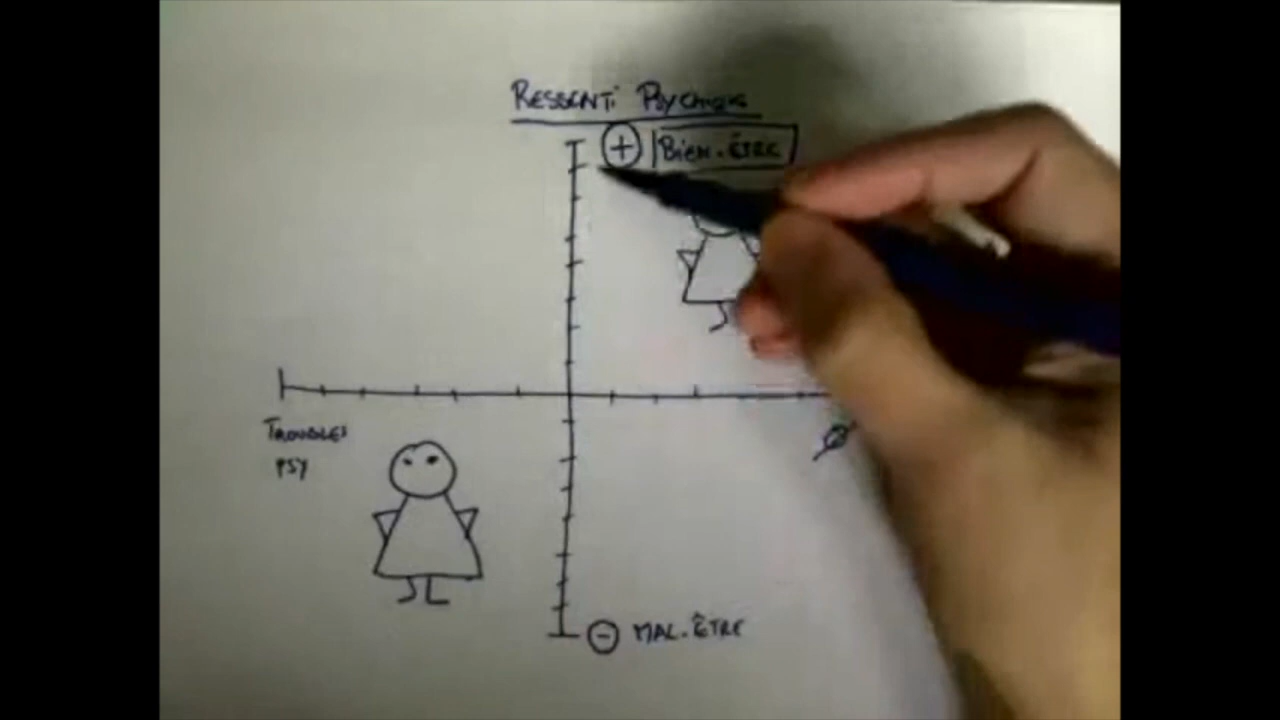 RESSENTI PSYCHIQUE
+ BIEN-ÊTRE
TROUBLES
PSY
- MAL-ÊTRE